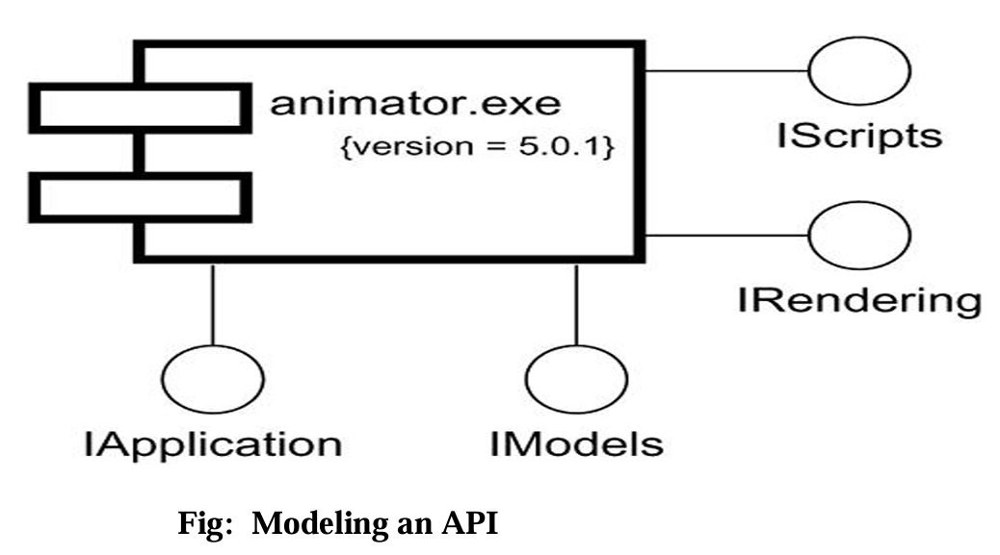 animator.exe
{version = 5.0.1}
IScripts
IRendering
IApplication
IModels
Fig: Modeling an API